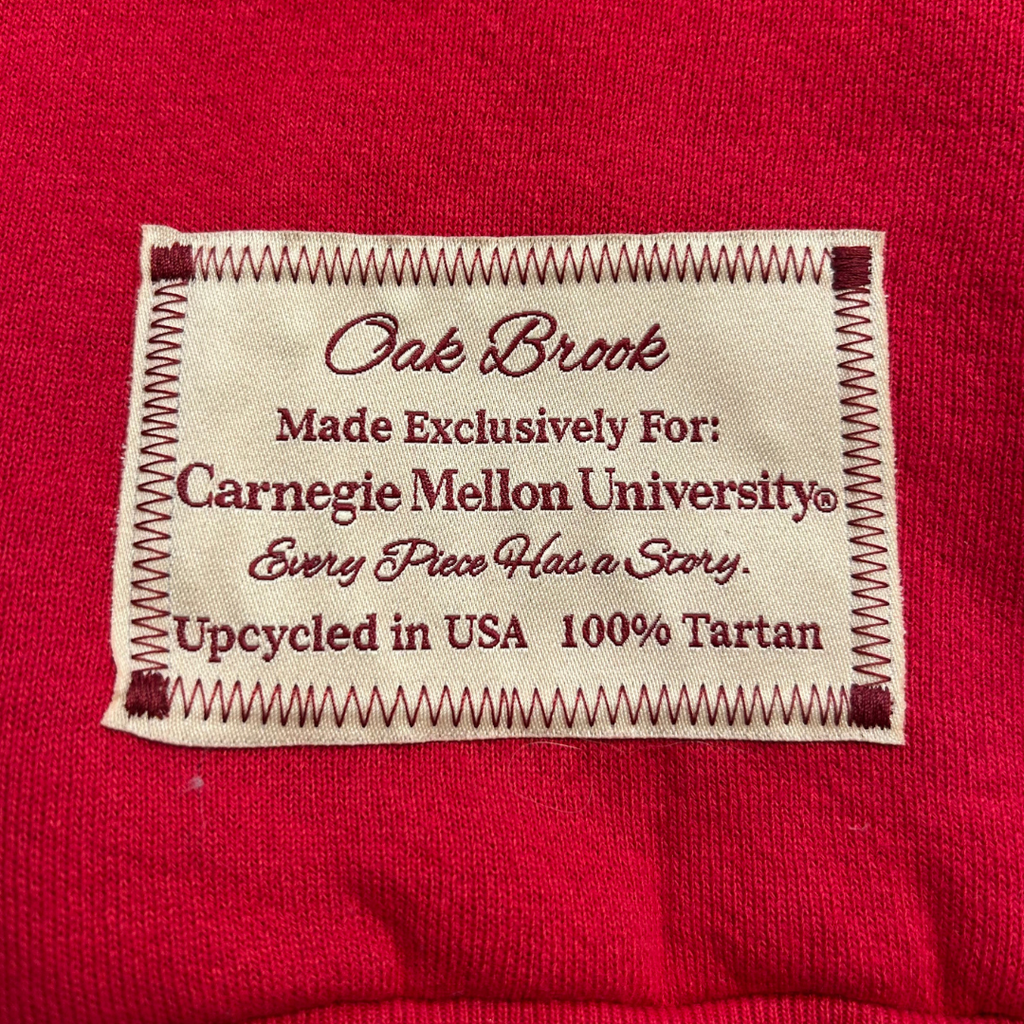 Oak Brook
Made Exclusively For:
Carnegie Mellon University®
Every Piece Has a Story.
Upcycled in USA 100% Tartan